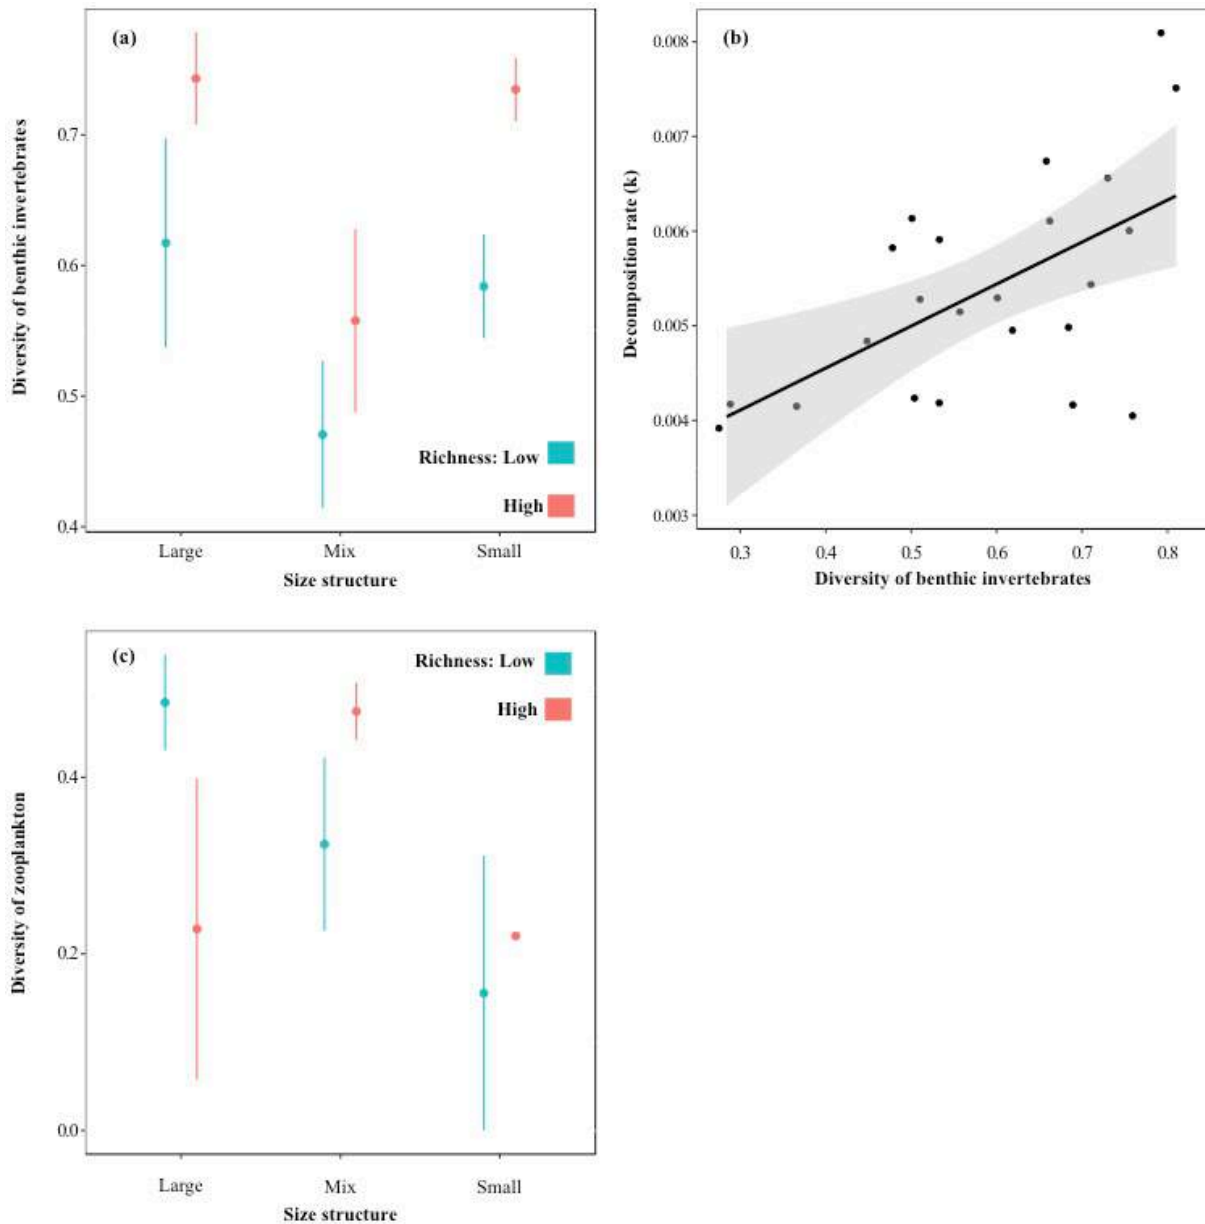 (a)
Diversity of benthic invertebrates
0.7
0.6
0.5
0.4
Richness: Low
High
Large Mix Small
Size structure
(b)
Decomposition rate (k)
0.008
0.007
0.006
0.005
0.004
0.003
0.3 0.4 0.5 0.6 0.7 0.8
Diversity of benthic invertebrates
(c)
Richness: Low
High
Diversity of zooplankton
0.4
0.2
0.0
Large Mix Small
Size structure